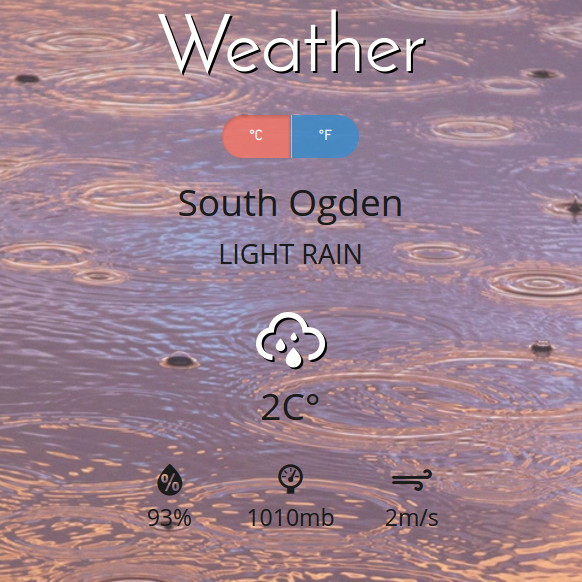 Weather
°C °F
South Ogden
LIGHT RAIN
2C°
%
93% 1010mb 2m/s